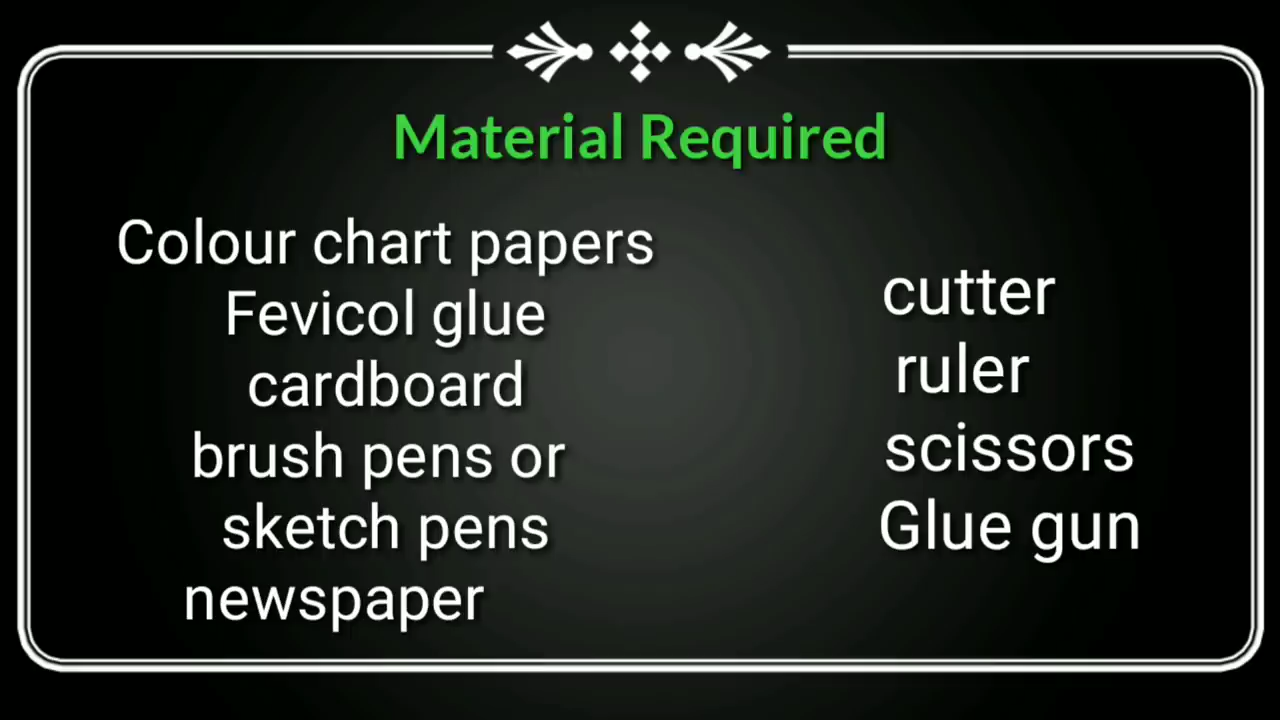 Material Required
Colour chart papers
Fevicol glue
cardboard
brush pens or
sketch pens
newspaper
cutter
ruler
scissors
Glue gun